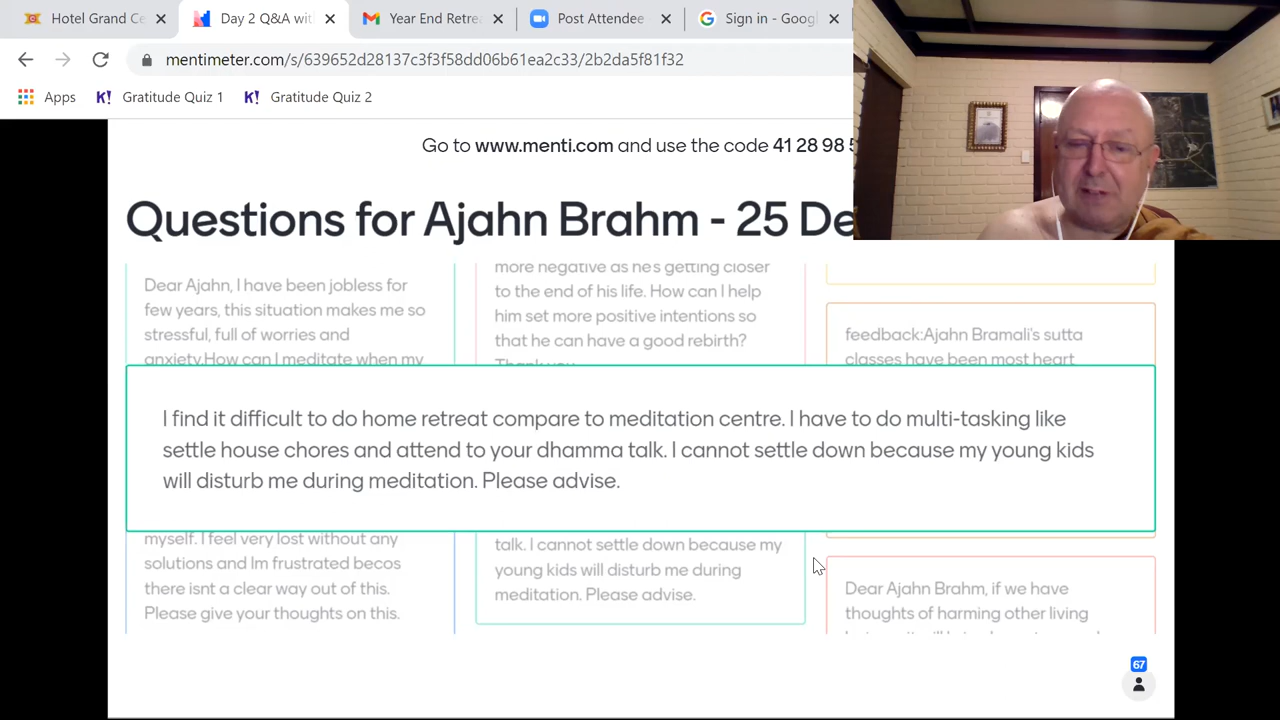 Hotel Grand Ce
Day 2 Q&A wit
Year End Retre
Post Attendee
Sign in - Googl
mentimeter.com/s/639652d28137c3f3f58dd06b61ea2c33/2b2da5f81f32
Apps
K! Gratitude Quiz 1
K! Gratitude Quiz 2
Go to www.menti.com and use the code 41 28 98 5
Questions for Ajahn Brahm - 25 De
Dear Ajahn, I have been jobless for
few years, this situation makes me so
stressful, full of worries and
anxiety.How can I meditate when my
more negative as he's getting closer
to the end of his life. How can I help
him set more positive intentions so
that he can have a good rebirth?
Thank you
feedback:Ajahn Bramali's sutta
classes have been most heart
I find it difficult to do home retreat compare to meditation centre. I have to do multi-tasking like
settle house chores and attend to your dhamma talk. I cannot settle down because my young kids
will disturb me during meditation. Please advise.
myself. I feel very lost without any
solutions and Im frustrated becos
there isnt a clear way out of this.
Please give your thoughts on this.
talk. I cannot settle down because my
young kids will disturb me during
meditation. Please advise.
Dear Ajahn Brahm, if we have
thoughts of harming other living
67